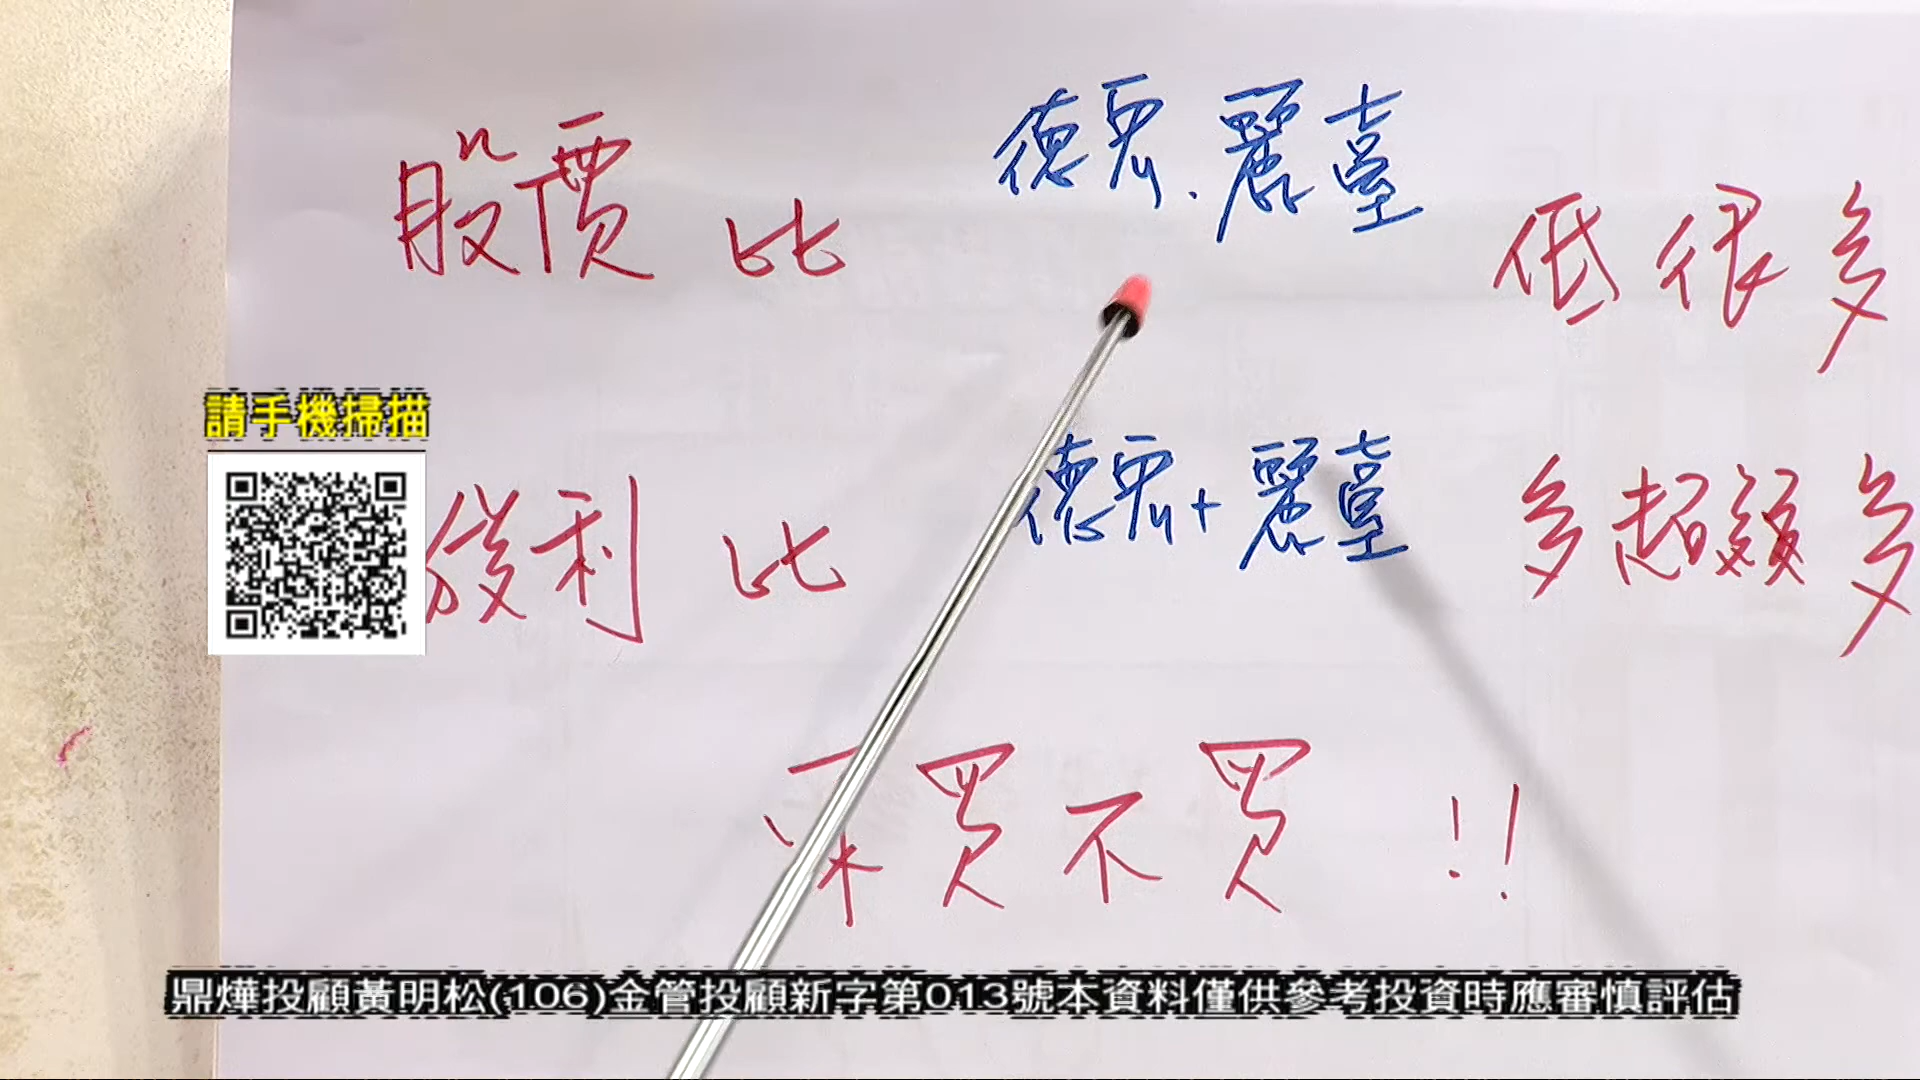 股價比德宏.麗臺低很多
請手機掃描
獲利比德宏+麗臺多超級多
買不買!!
鼎燁投顧黃明松(106)金管投顧新字第013號本資料僅供參考投資時應審慎評估